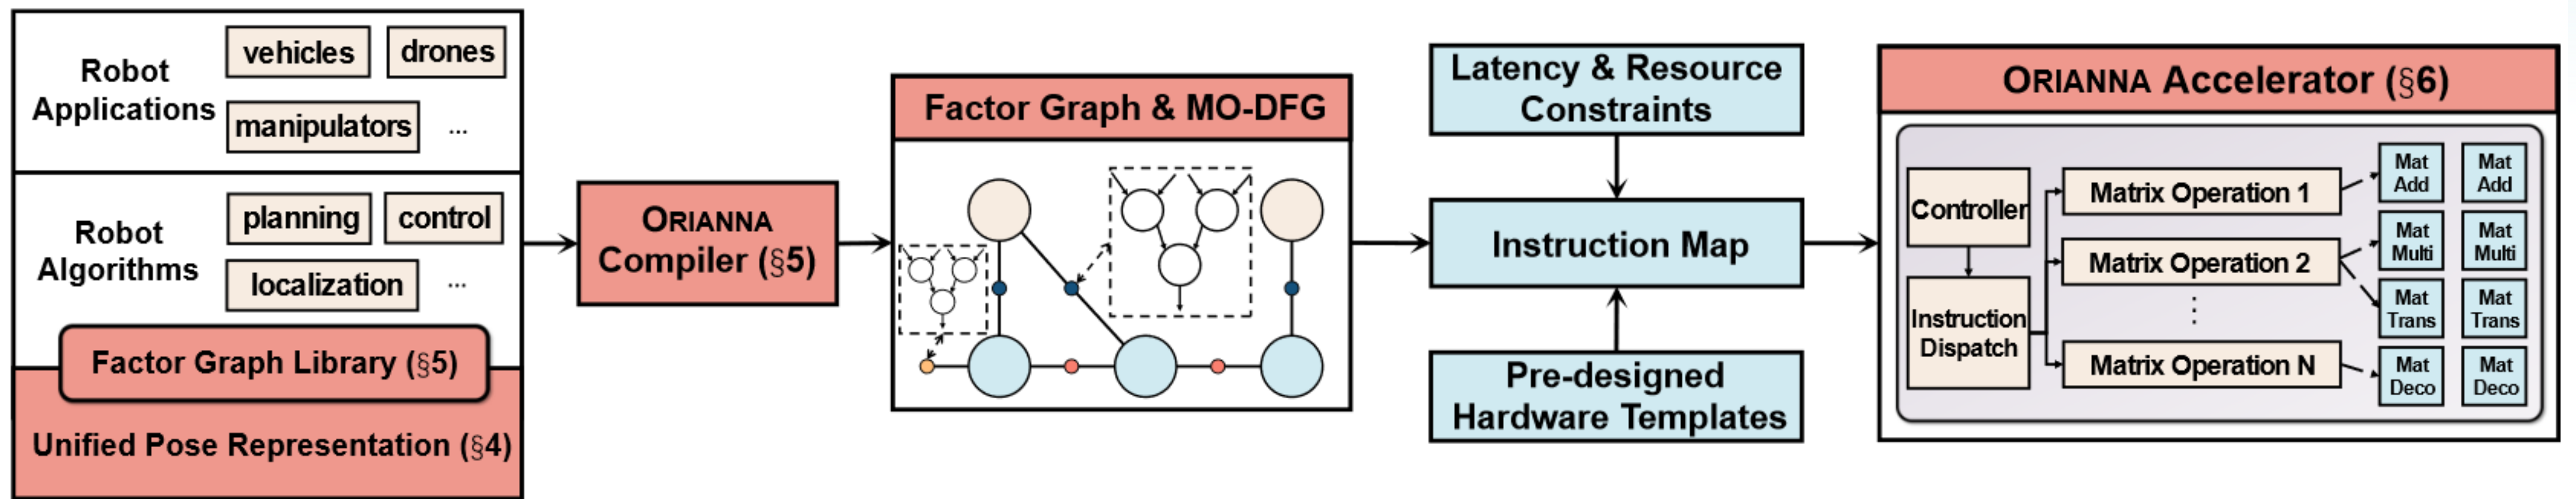 Robot
Applications
vehicles
drones
manipulators
...
Robot
Algorithms
planning
control
localization
...
Factor Graph Library (§5)
Unified Pose Representation (§4)
ORIANNA
Compiler (§5)
Factor Graph & MO-DFG
Latency & Resource
Constraints
Instruction Map
Pre-designed
Hardware Templates
ORIANNA Accelerator (§6)
Controller
Instruction
Dispatch
Matrix Operation 1
Matrix Operation 2
⋮
Matrix Operation N
Mat
Add
Mat
Add
Mat
Multi
Mat
Multi
Mat
Trans
Mat
Trans
Mat
Deco
Mat
Deco